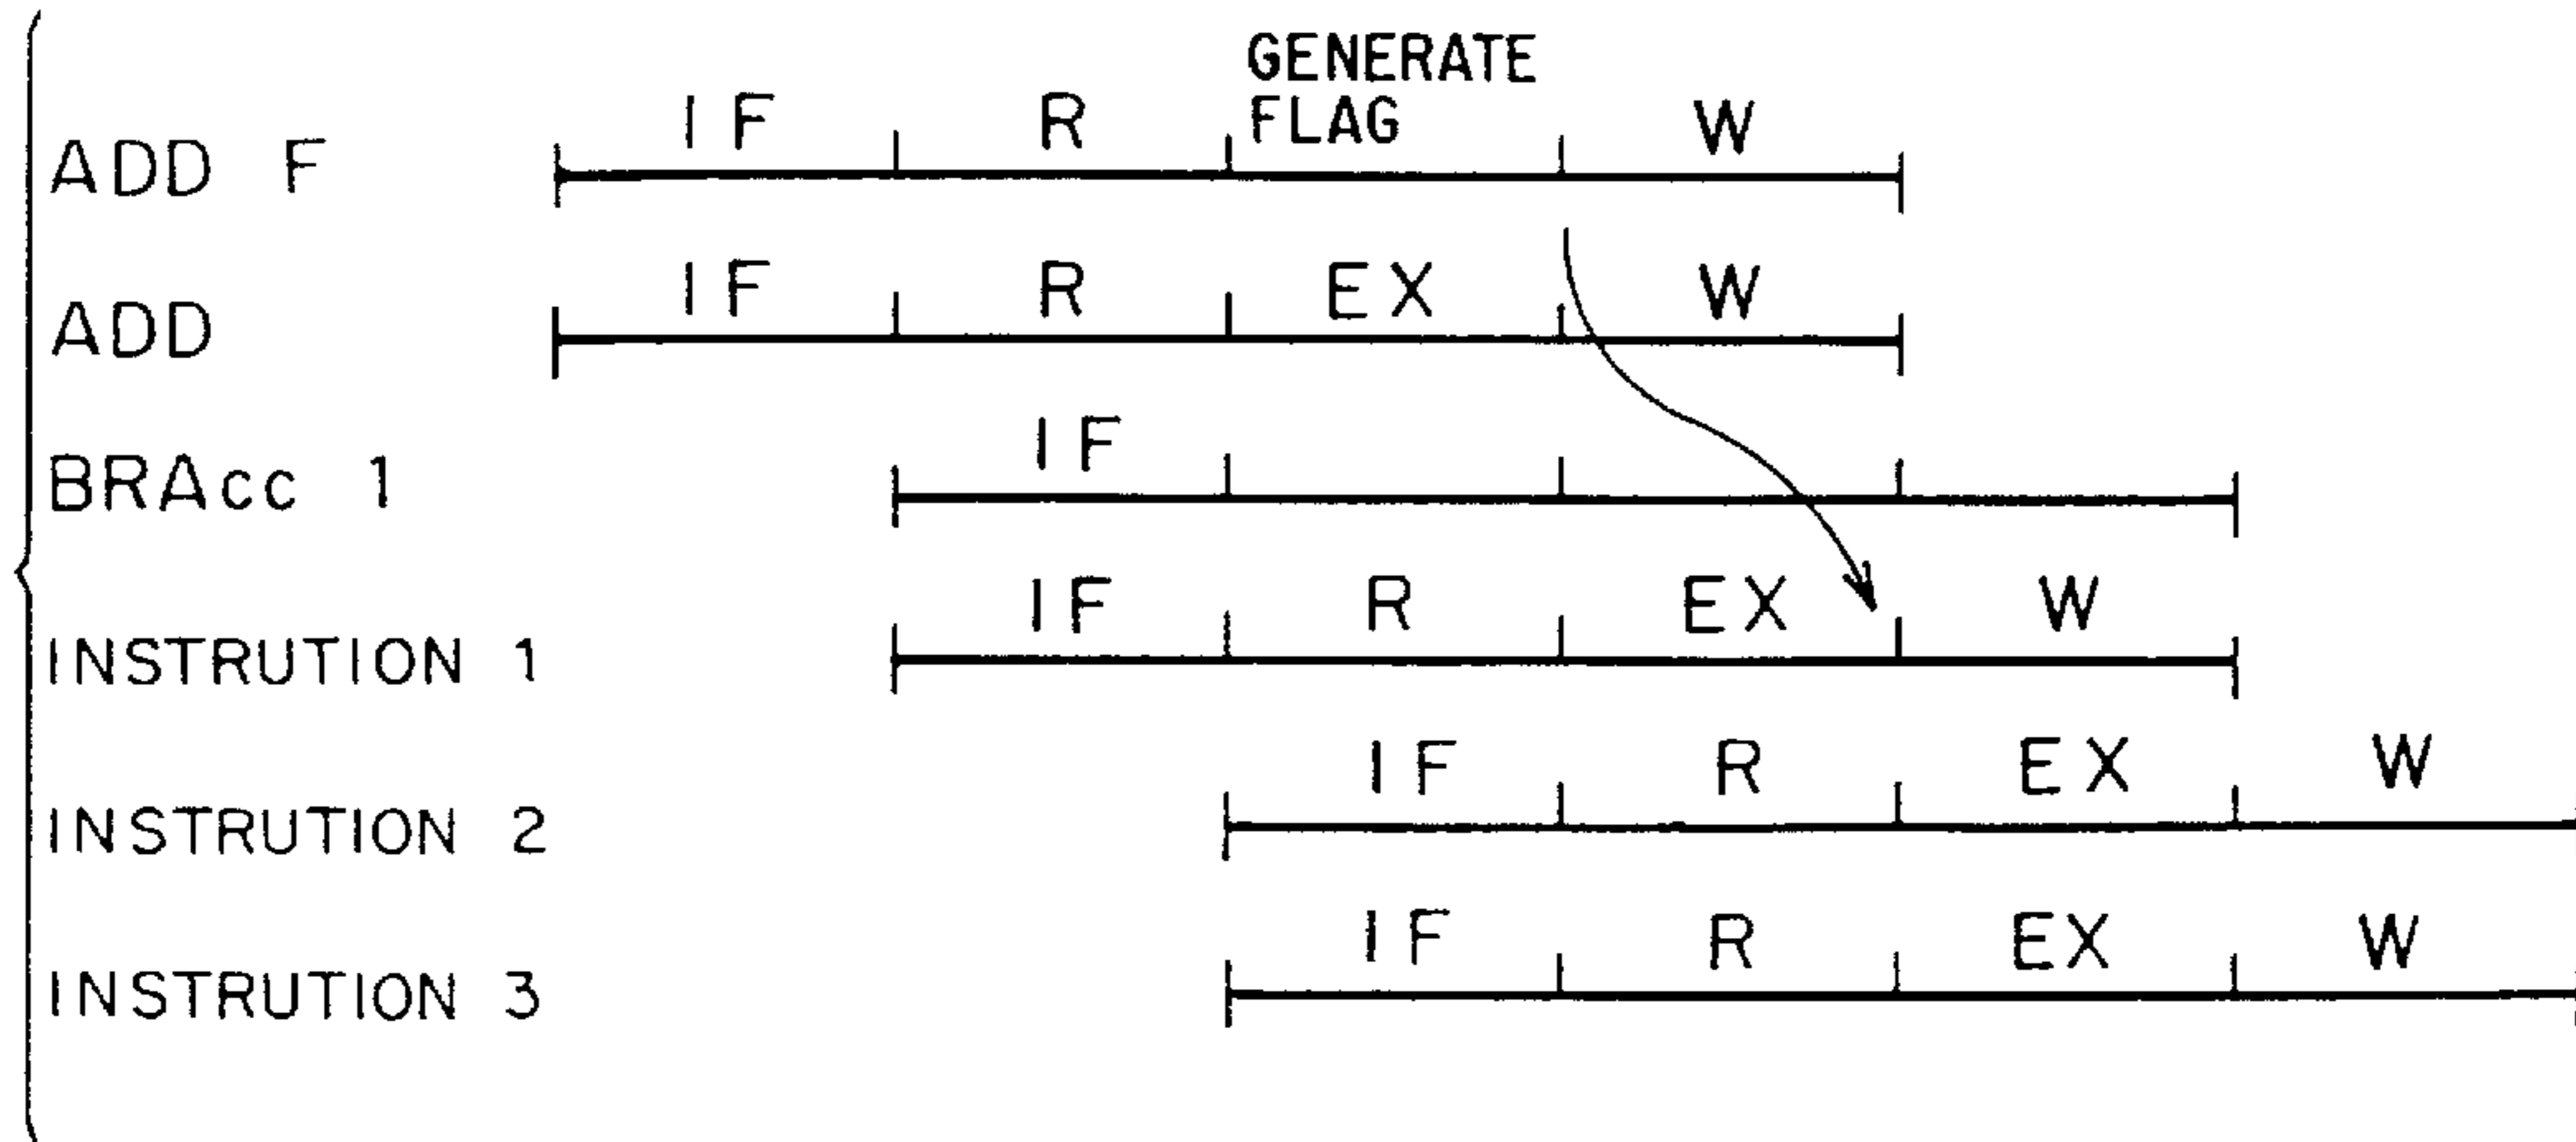 GENERATE
FLAG
ADD F IF R W
ADD IF R EX W
BRAcc 1 IF
INSTRUTION 1 IF R EX W
INSTRUTION 2 IF R EX W
INSTRUTION 3 IF R EX W